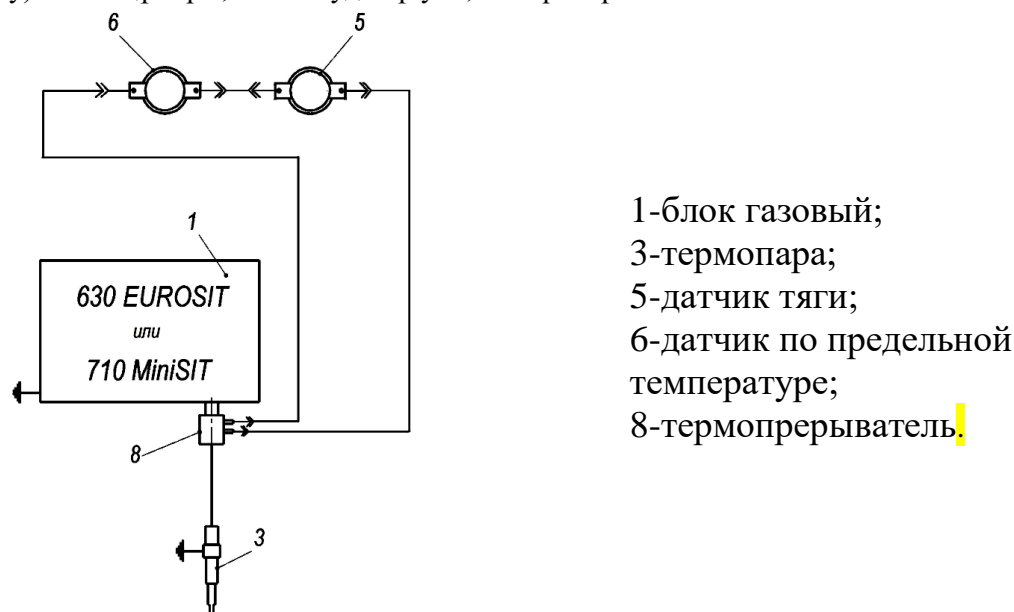 6
5
1
630 EUROSIT
или
710 MiniSIT
8
3
1-блок газовый;
3-термопара;
5-датчик тяги;
6-датчик по предельной
температуре;
8-термопрерыватель.